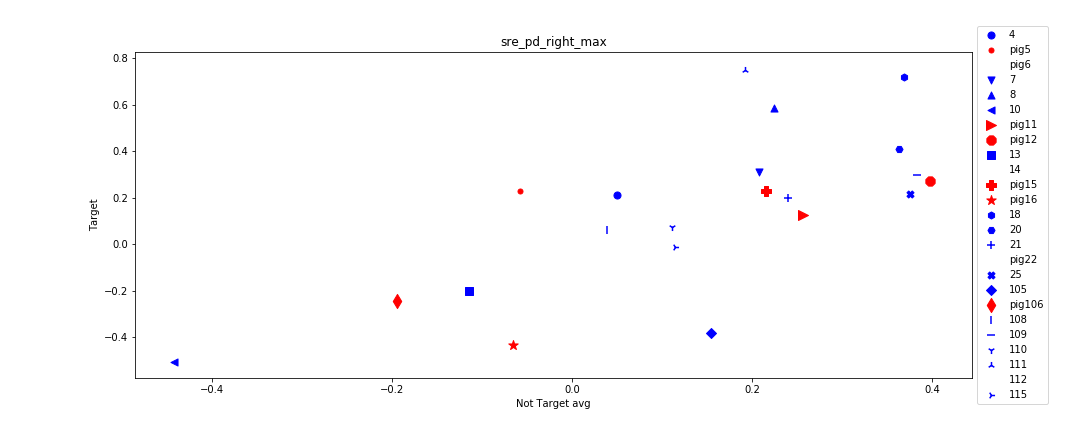 sre_pd_right_max
Target
0.8
0.6
0.4
0.2
0.0
−0.2
−0.4
−0.4
−0.2
0.0
0.2
0.4
Not Target avg
4
pig5
pig6
7
8
10
pig11
pig12
13
14
pig15
pig16
18
20
21
pig22
25
105
pig106
108
109
110
111
112
115